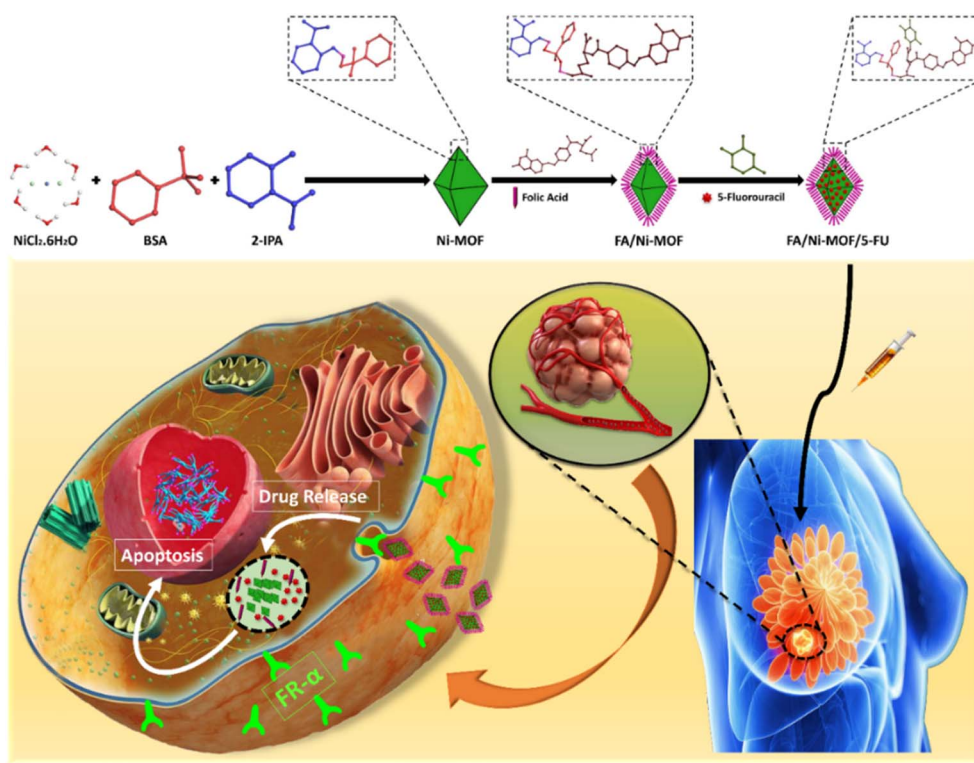 +
+
Folic Acid
5-Fluorouracil
NiCl₂.6H₂O
BSA
2-IPA
Ni-MOF
FA/Ni-MOF
FA/Ni-MOF/5-FU
Drug Release
Apoptosis
FR-α